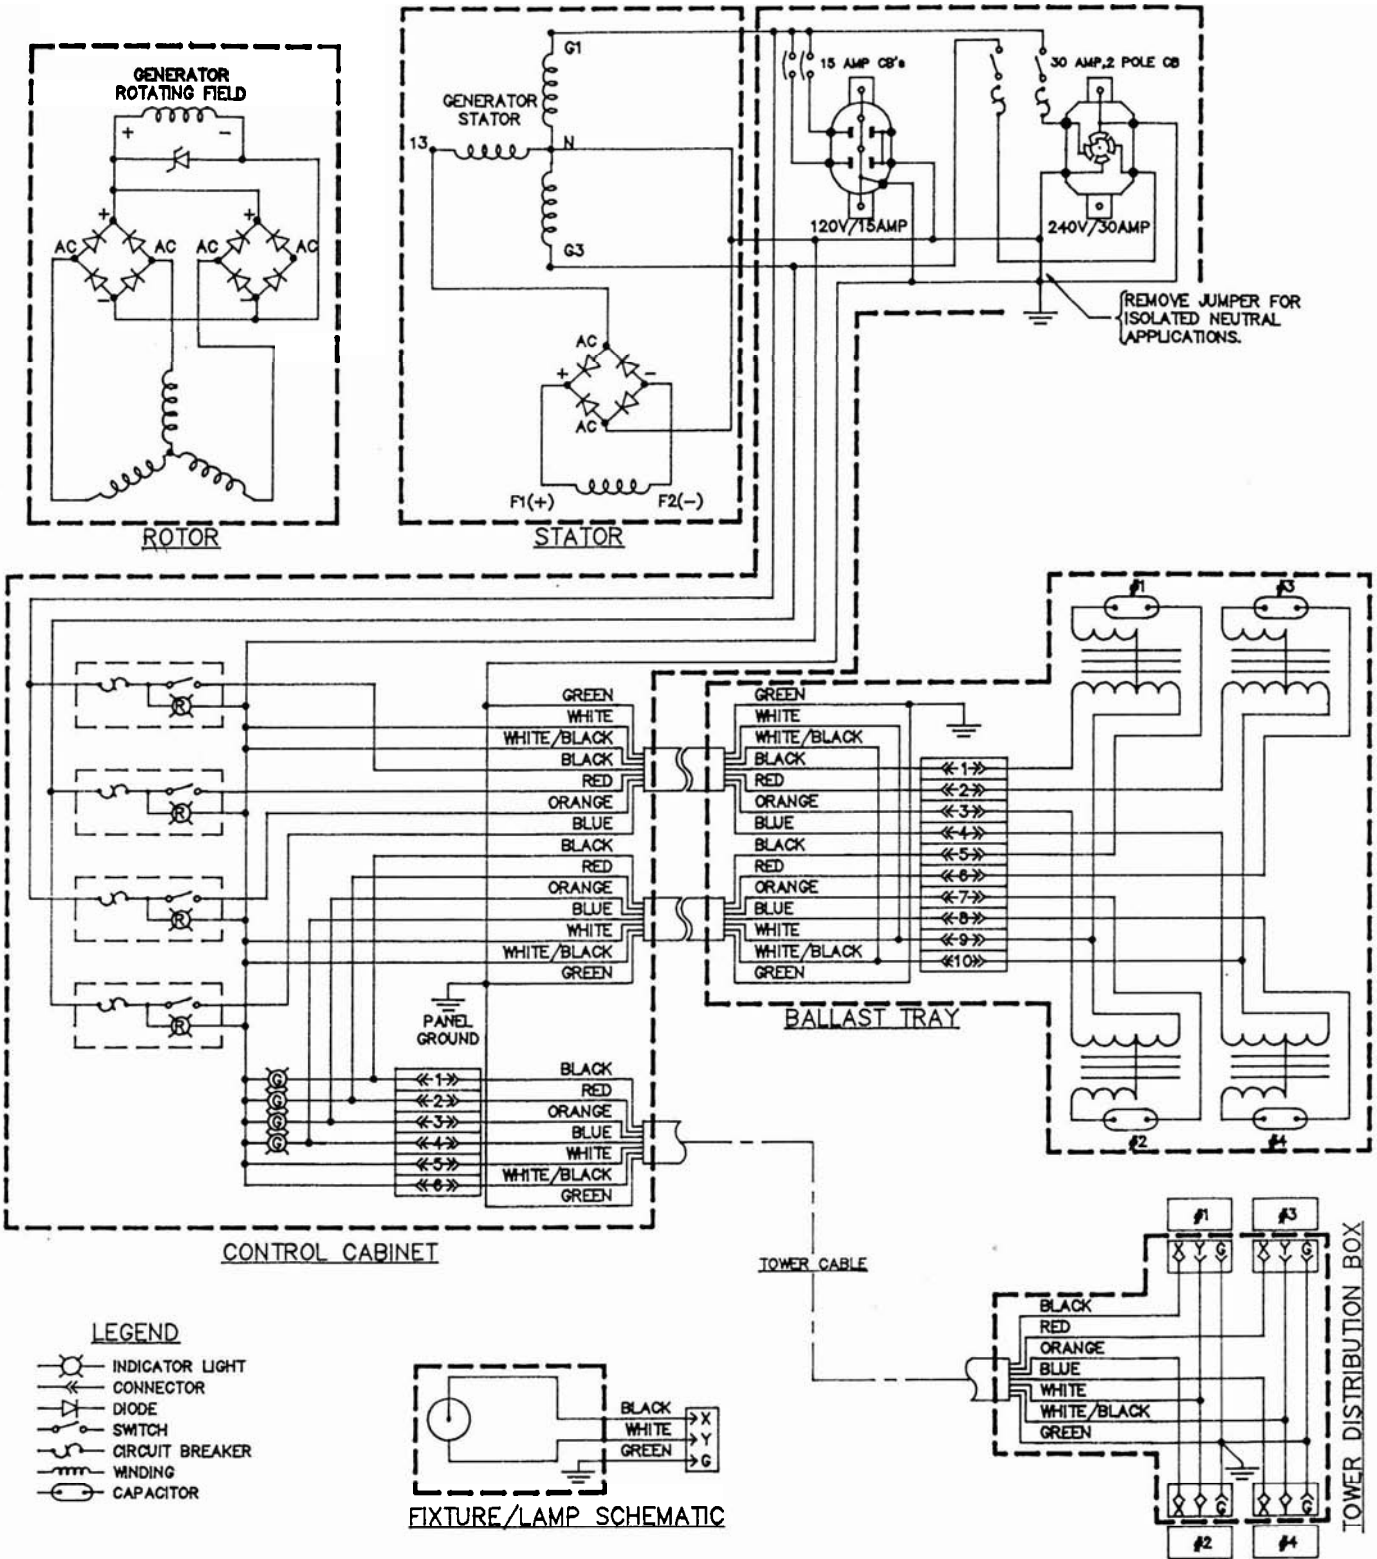 GENERATOR
ROTATING FIELD
+
-
+
AC
AC
-
+
AC
AC
-
ROTOR
G1
GENERATOR
STATOR
13
N
G3
AC
+
-
AC
F1(+)
F2(-)
STATOR
15 AMP CB's
30 AMP,2 POLE CB
120V/15AMP
240V/30AMP
REMOVE JUMPER FOR
ISOLATED NEUTRAL
APPLICATIONS.
R
R
R
R
GREEN
WHITE
WHITE/BLACK
BLACK
RED
ORANGE
BLUE
BLACK
RED
ORANGE
BLUE
WHITE
WHITE/BLACK
GREEN
PANEL
GROUND
G
G
G
G
1
2
3
4
5
6
BLACK
RED
ORANGE
BLUE
WHITE
WHITE/BLACK
GREEN
CONTROL CABINET
GREEN
WHITE
WHITE/BLACK
BLACK
RED
ORANGE
BLUE
BLACK
RED
ORANGE
BLUE
WHITE
WHITE/BLACK
GREEN
1
2
3
4
5
6
7
8
9
10
BALLAST TRAY
#1
#3
#2
#4
TOWER CABLE
#1
#3
X Y G
X Y G
BLACK
RED
ORANGE
BLUE
WHITE
WHITE/BLACK
GREEN
X Y G
X Y G
#2
#4
TOWER DISTRIBUTION BOX
LEGEND
INDICATOR LIGHT
CONNECTOR
DIODE
SWITCH
CIRCUIT BREAKER
WINDING
CAPACITOR
BLACK
WHITE
GREEN
X
Y
G
FIXTURE/LAMP SCHEMATIC